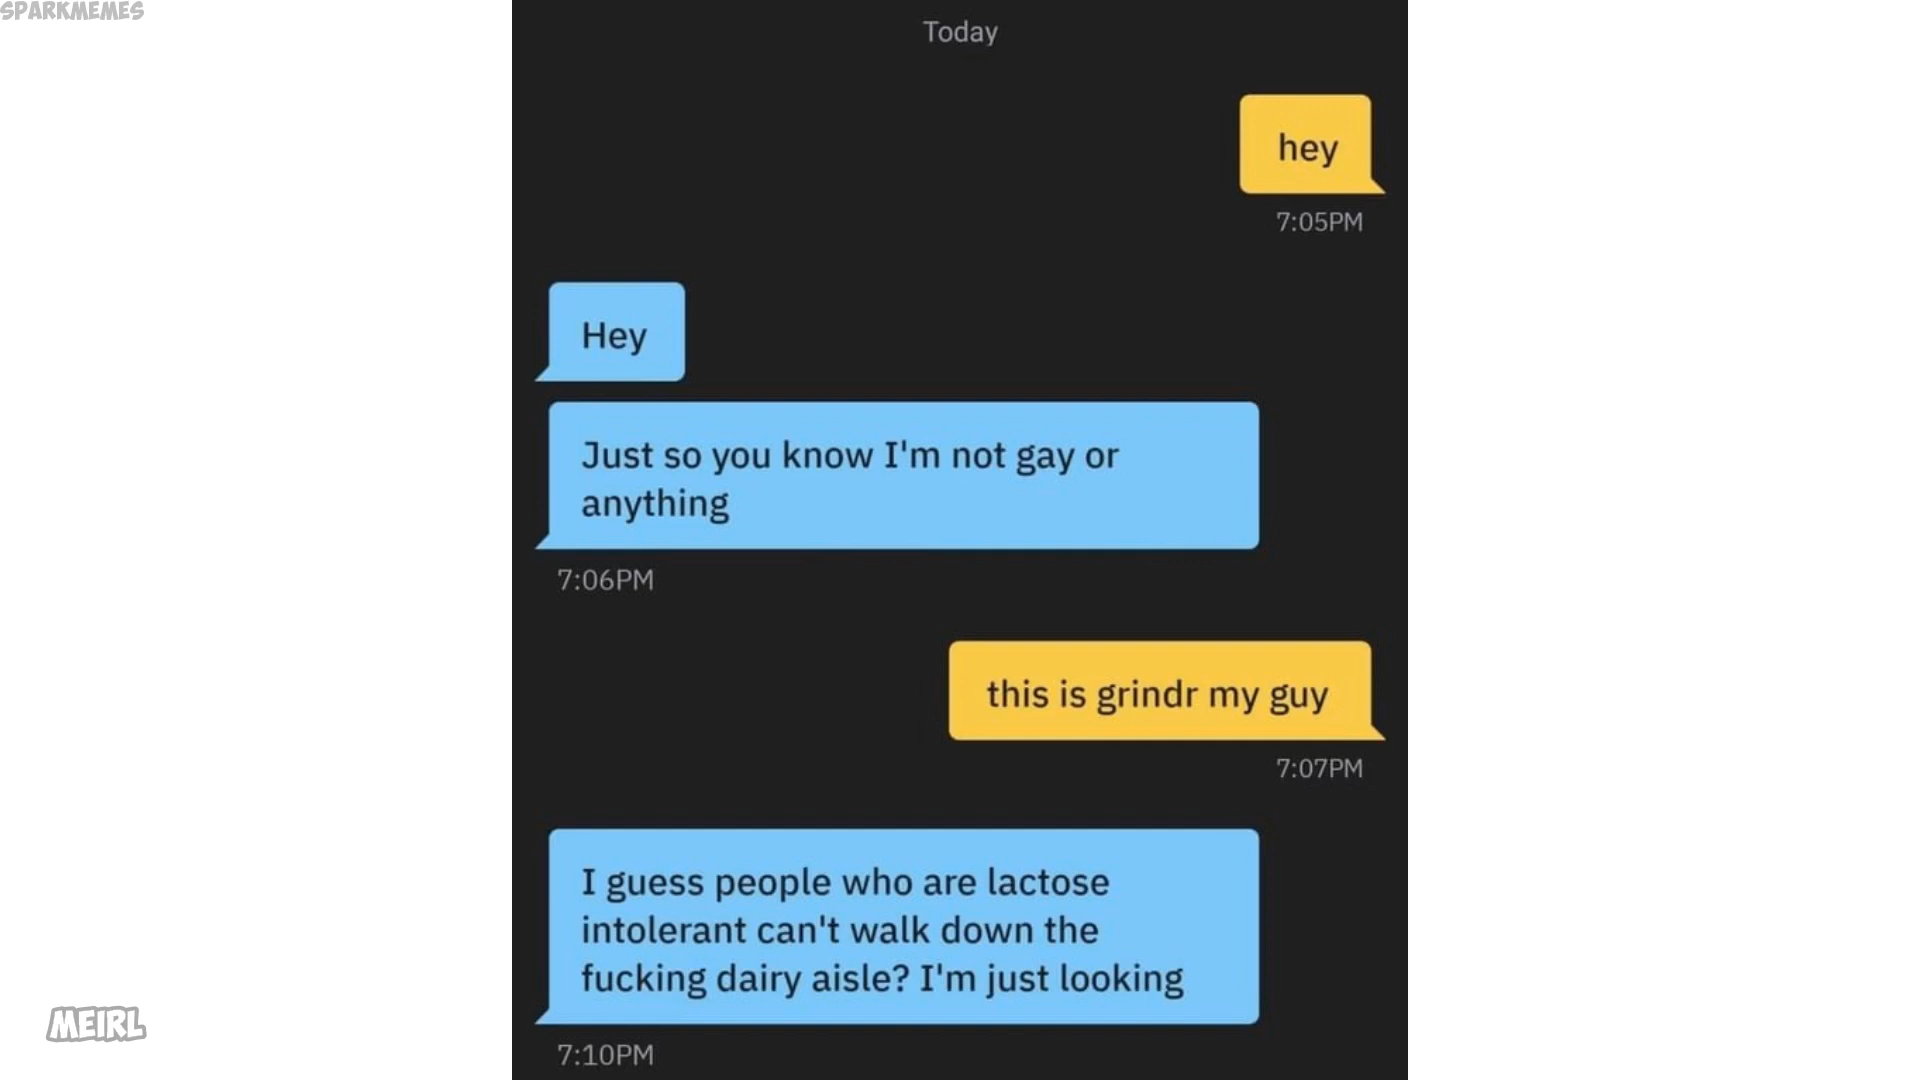 SPARKMEMES
Today
hey
7:05PM
Hey
Just so you know I'm not gay or
anything
7:06PM
this is grindr my guy
7:07PM
I guess people who are lactose
intolerant can't walk down the
fucking dairy aisle? I'm just looking
7:10PM
MEIRL